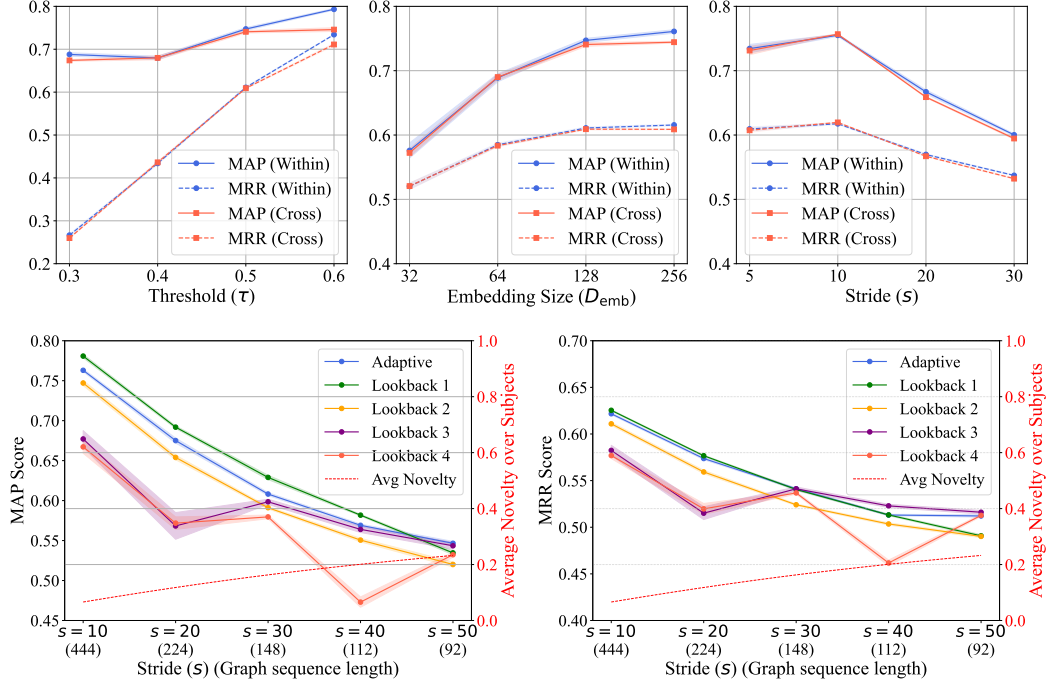 0.8
0.7
0.6
0.5
0.4
0.3
0.2
MAP (Within)
MRR (Within)
MAP (Cross)
MRR (Cross)
0.3 0.4 0.5 0.6
Threshold (τ)
0.8
0.7
0.6
0.5
0.4
MAP (Within)
MRR (Within)
MAP (Cross)
MRR (Cross)
32 64 128 256
Embedding Size (D_emb)
0.8
0.7
0.6
0.5
0.4
MAP (Within)
MRR (Within)
MAP (Cross)
MRR (Cross)
5 10 20 30
Stride (s)
MAP Score
0.80
0.75
0.70
0.65
0.60
0.55
0.50
0.45
Adaptive
Lookback 1
Lookback 2
Lookback 3
Lookback 4
Avg Novelty
1.0
0.8
0.6
0.4
0.2
0.0
Average Novelty over Subjects
s = 10 s = 20 s = 30 s = 40 s = 50
(444) (224) (148) (112) (92)
Stride (s) (Graph sequence length)
MRR Score
0.70
0.65
0.60
0.55
0.50
0.45
0.40
Adaptive
Lookback 1
Lookback 2
Lookback 3
Lookback 4
Avg Novelty
1.0
0.8
0.6
0.4
0.2
0.0
Average Novelty over Subjects
s = 10 s = 20 s = 30 s = 40 s = 50
(444) (224) (148) (112) (92)
Stride (s) (Graph sequence length)